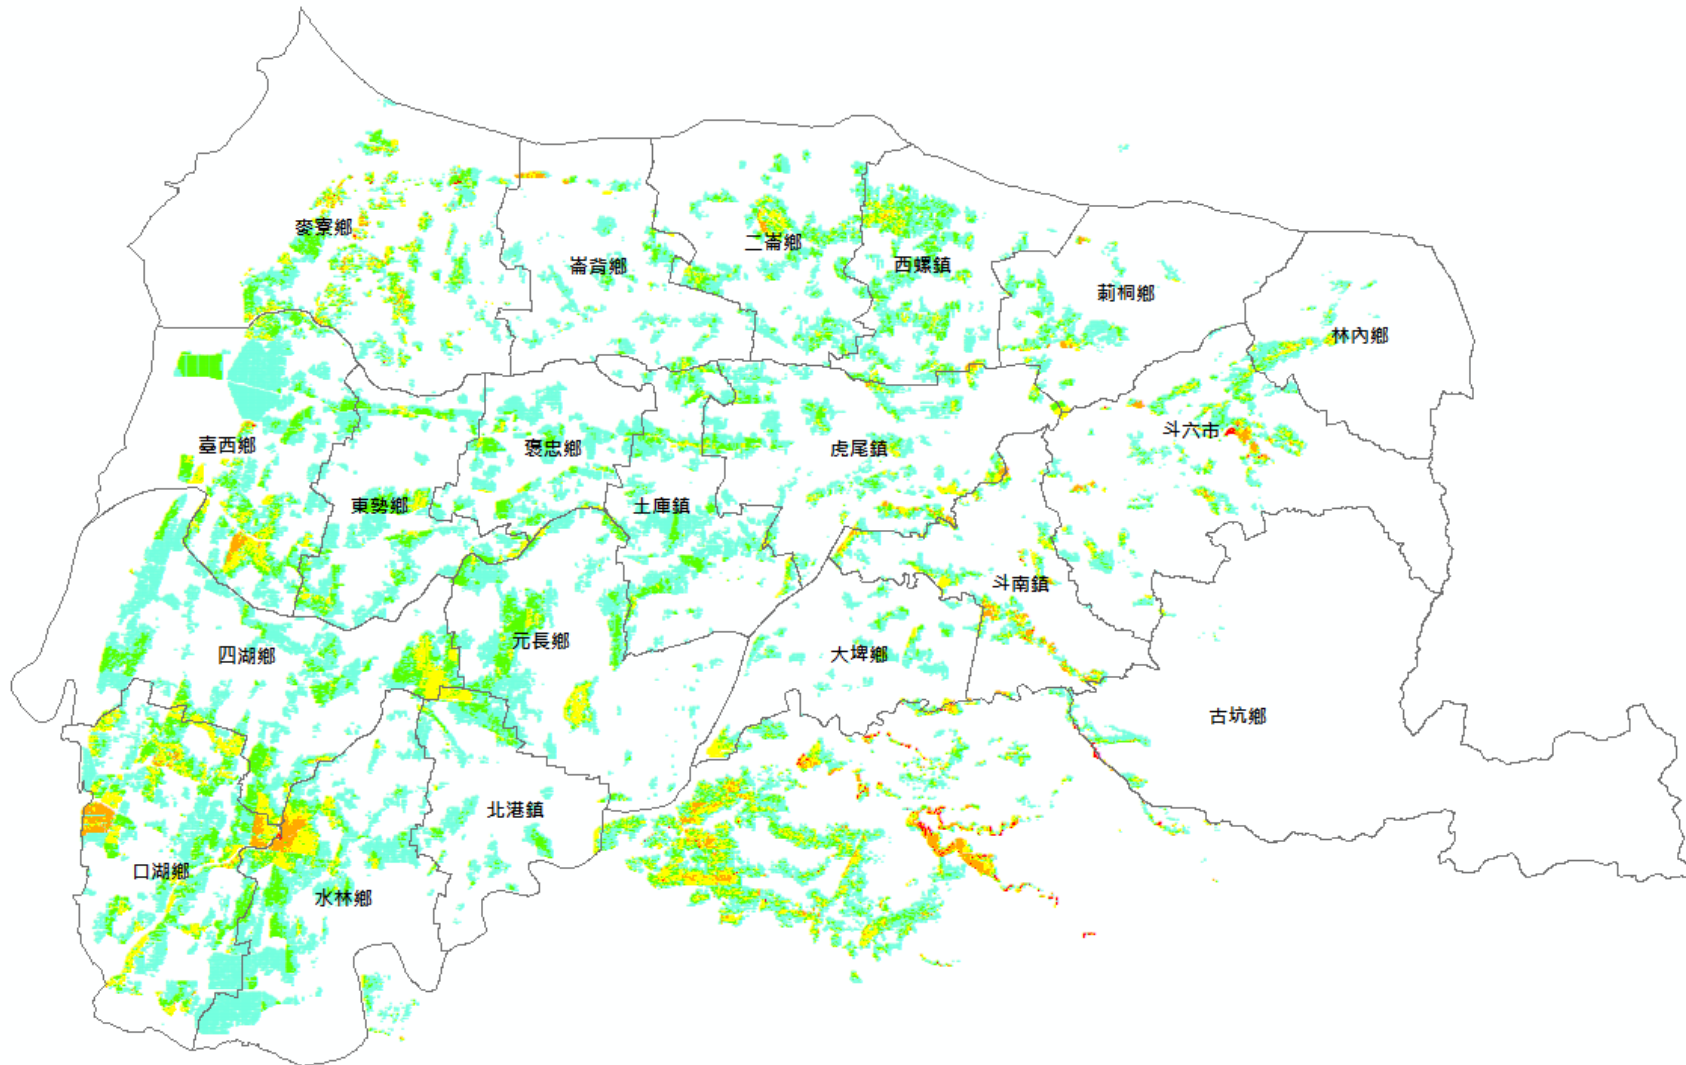 麥寮鄉
崙背鄉
二崙鄉
西螺鎮
莿桐鄉
林內鄉
臺西鄉
東勢鄉
褒忠鄉
土庫鎮
虎尾鎮
斗六市
斗南鎮
四湖鄉
元長鄉
大埤鄉
古坑鄉
口湖鄉
水林鄉
北港鎮